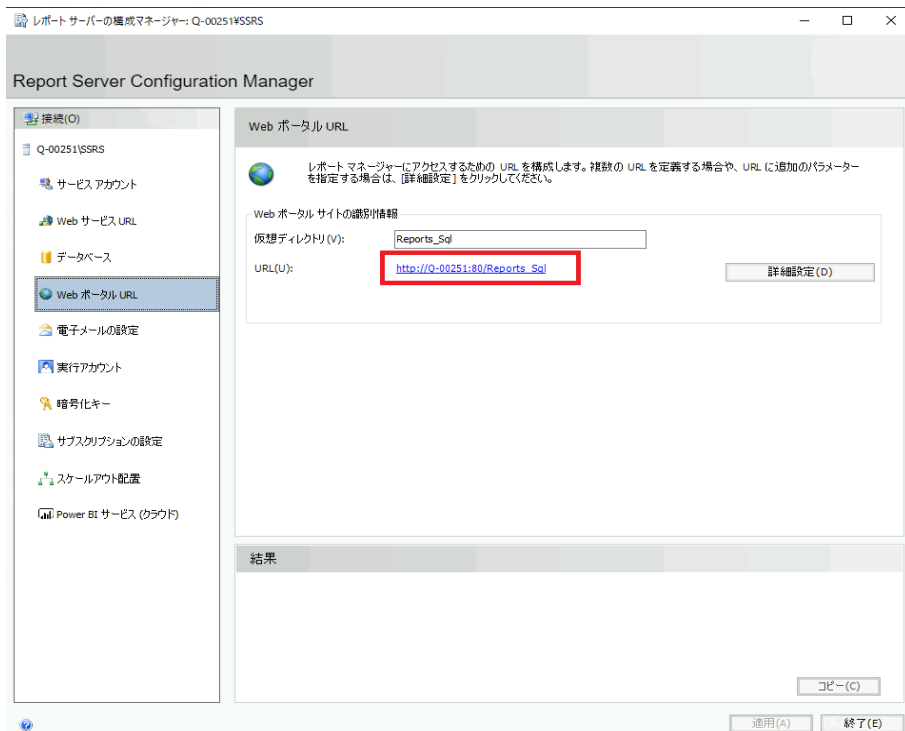 レポート サーバーの構成マネージャー: Q-00251¥SSRS
Report Server Configuration Manager
接続(O)
Q-00251\SSRS
サービス アカウント
Web サービス URL
データベース
Web ポータル URL
電子メールの設定
実行アカウント
暗号化キー
サブスクリプションの設定
スケールアウト配置
Power BI サービス (クラウド)
Web ポータル URL
レポート マネージャーにアクセスするための URL を構成します。複数の URL を定義する場合や、URL に追加のパラメーター
を指定する場合は、[詳細設定] をクリックしてください。
Web ポータル サイトの識別情報
仮想ディレクトリ(V):
Reports_Sql
URL(U):
http://Q-00251:80/Reports_Sql
詳細設定(D)
結果
コピー(C)
適用(A)
終了(E)